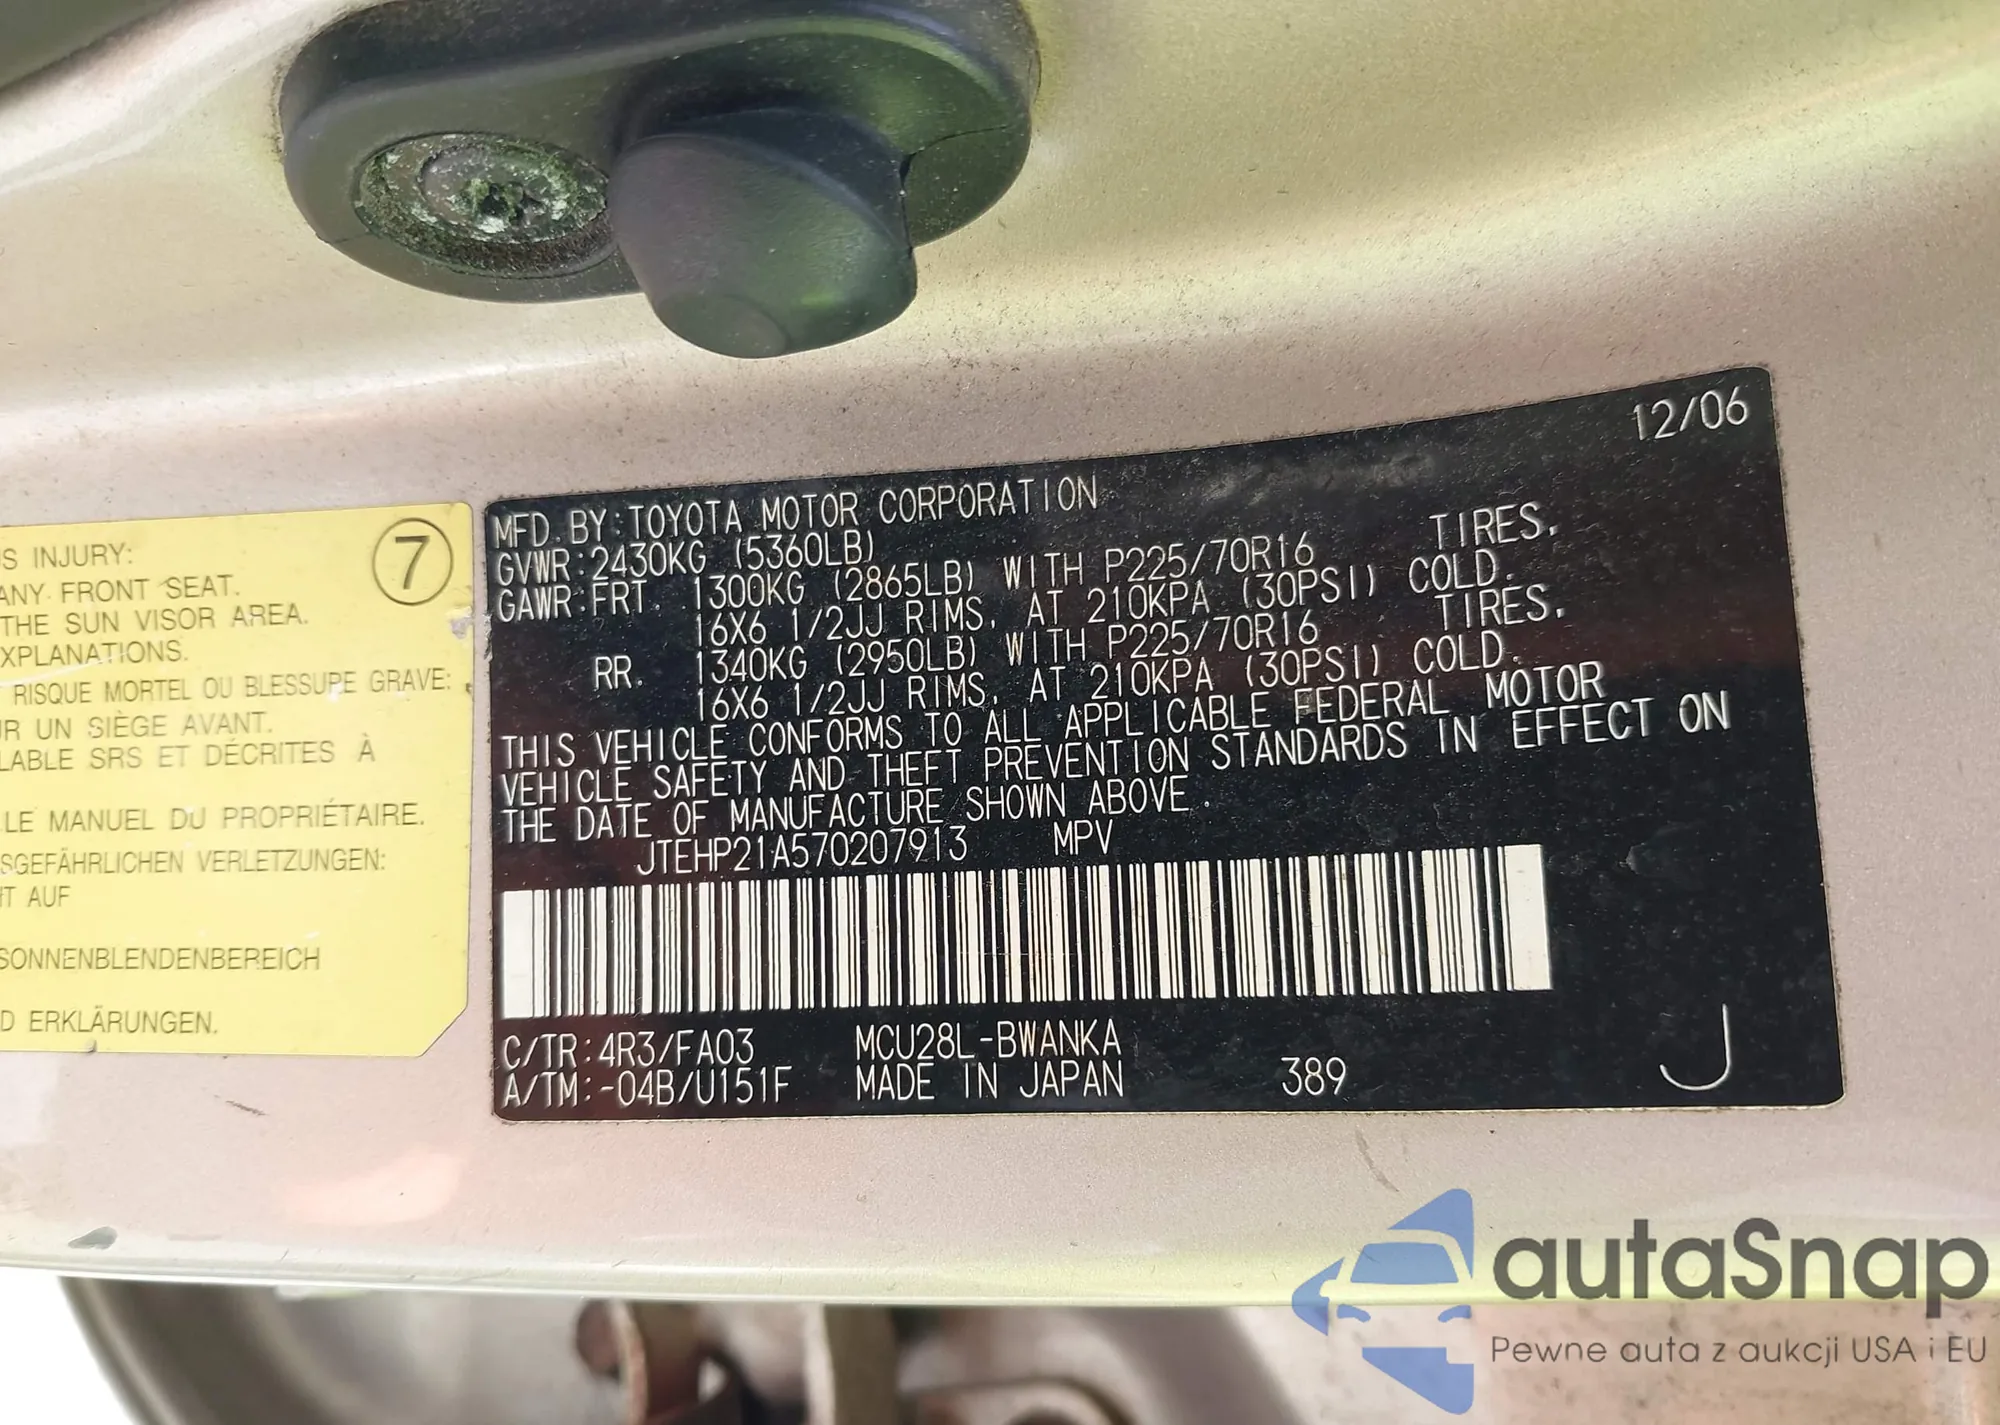 7
S INJURY:
ANY FRONT SEAT.
THE SUN VISOR AREA.
XPLANATIONS.
RISQUE MORTEL OU BLESSURE GRAVE:
R UN SIÈGE AVANT.
LABLE SRS ET DÉCRITES À
LE MANUEL DU PROPRIÉTAIRE.
SGEFÄHRLICHEN VERLETZUNGEN:
T AUF
SONNENBLENDENBEREICH
D ERKLÄRUNGEN.
12/06
MFD. BY:TOYOTA MOTOR CORPORATION
GVWR:2430KG (5360LB)
GAWR:FRT. 1300KG (2865LB) WITH P225/70R16 TIRES.
16X6 1/2JJ RIMS. AT 210KPA (30PSI) COLD.
RR. 1340KG (2950LB) WITH P225/70R16 TIRES.
16X6 1/2JJ RIMS. AT 210KPA (30PSI) COLD.
THIS VEHICLE CONFORMS TO ALL APPLICABLE FEDERAL MOTOR
VEHICLE SAFETY AND THEFT PREVENTION STANDARDS IN EFFECT ON
THE DATE OF MANUFACTURE SHOWN ABOVE.
JTEHP21A570207913 MPV
C/TR:4R3/FA03 MCU28L-BWANKA
A/TM:-04B/U151F MADE IN JAPAN 389 J
autaSnap
Pewne auta z aukcji USA i EU